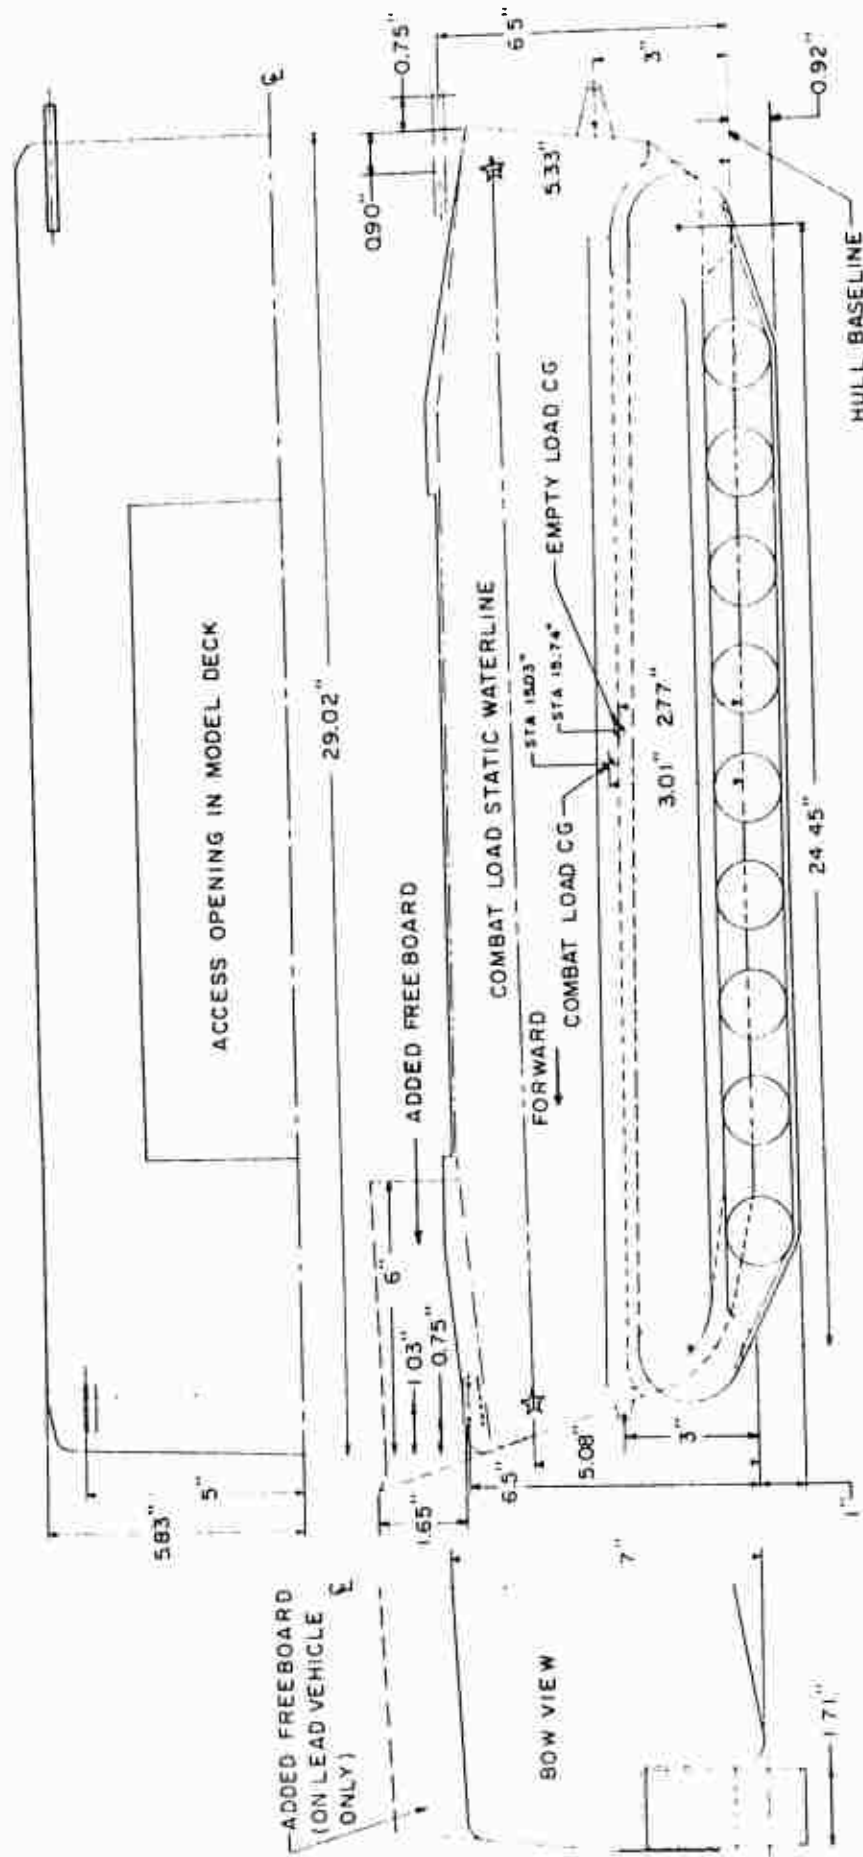 ADDED FREEBOARD
(ON LEAD VEHICLE
ONLY)
BOW VIEW
1.71"
7"
5.83"
5"
1.65"
6.5"
5.08"
3"
1"
6"
1.03"
0.75"
ADDED FREEBOARD
ACCESS OPENING IN MODEL DECK
29.02"
COMBAT LOAD STATIC WATERLINE
FORWARD
COMBAT LOAD CG
STA 15.03"
STA 15.74"
EMPTY LOAD CG
3.01"
2.77"
24.45"
0.90"
0.75"
5.33"
6.5"
3"
0.92"
HULL BASELINE